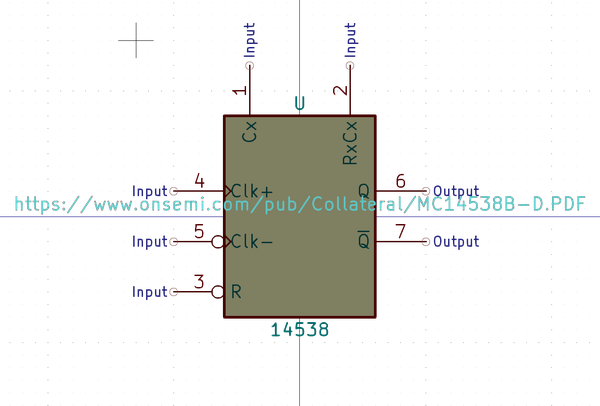 Input Input
1 2
U
Cx RxCx
Input 4 Clk+ Q 6 Output
https://www.onsemi.com/pub/Collateral/MC14538B-D.PDF
Input 5 Clk- Q̅ 7 Output
Input 3 R
14538